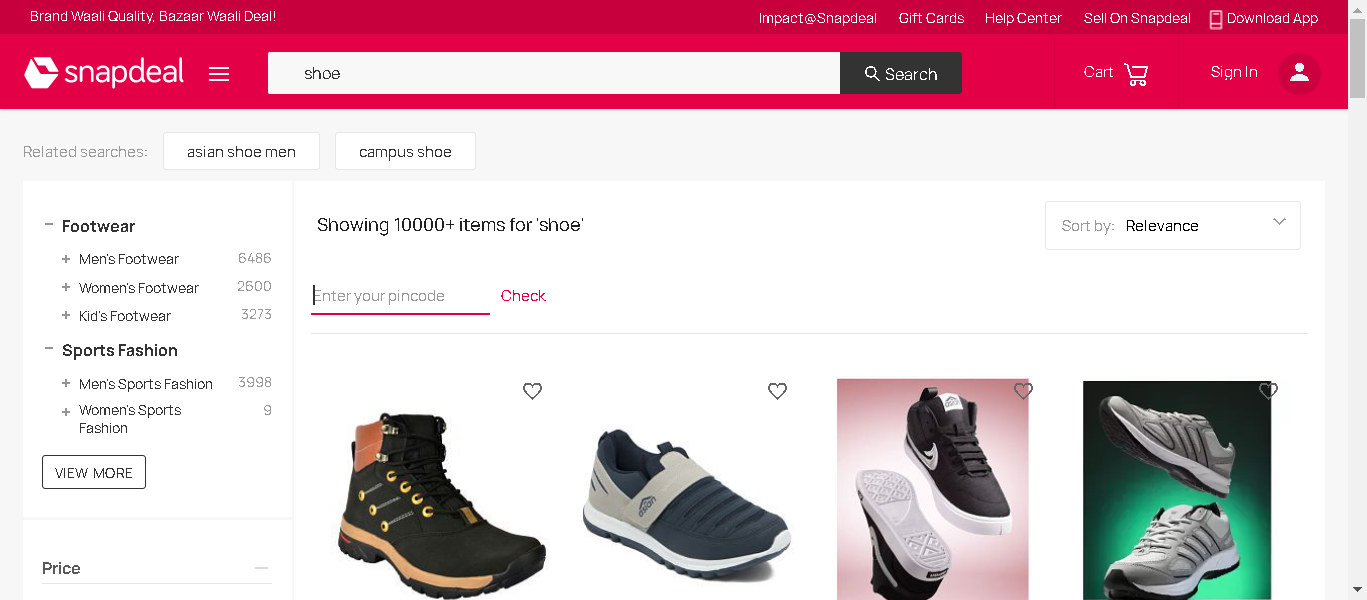 Brand Waali Quality, Bazaar Waali Deal!
Impact@Snapdeal
Gift Cards
Help Center
Sell On Snapdeal
Download App
snapdeal
shoe
Search
Cart
Sign In
Related searches:
asian shoe men
campus shoe
Footwear
Men's Footwear 6486
Women's Footwear 2600
Kid's Footwear 3273
Sports Fashion
Men's Sports Fashion 3998
Women's Sports 9
Fashion
VIEW MORE
Price
Showing 10000+ items for 'shoe'
Sort by: Relevance
Enter your pincode
Check
asian
asian